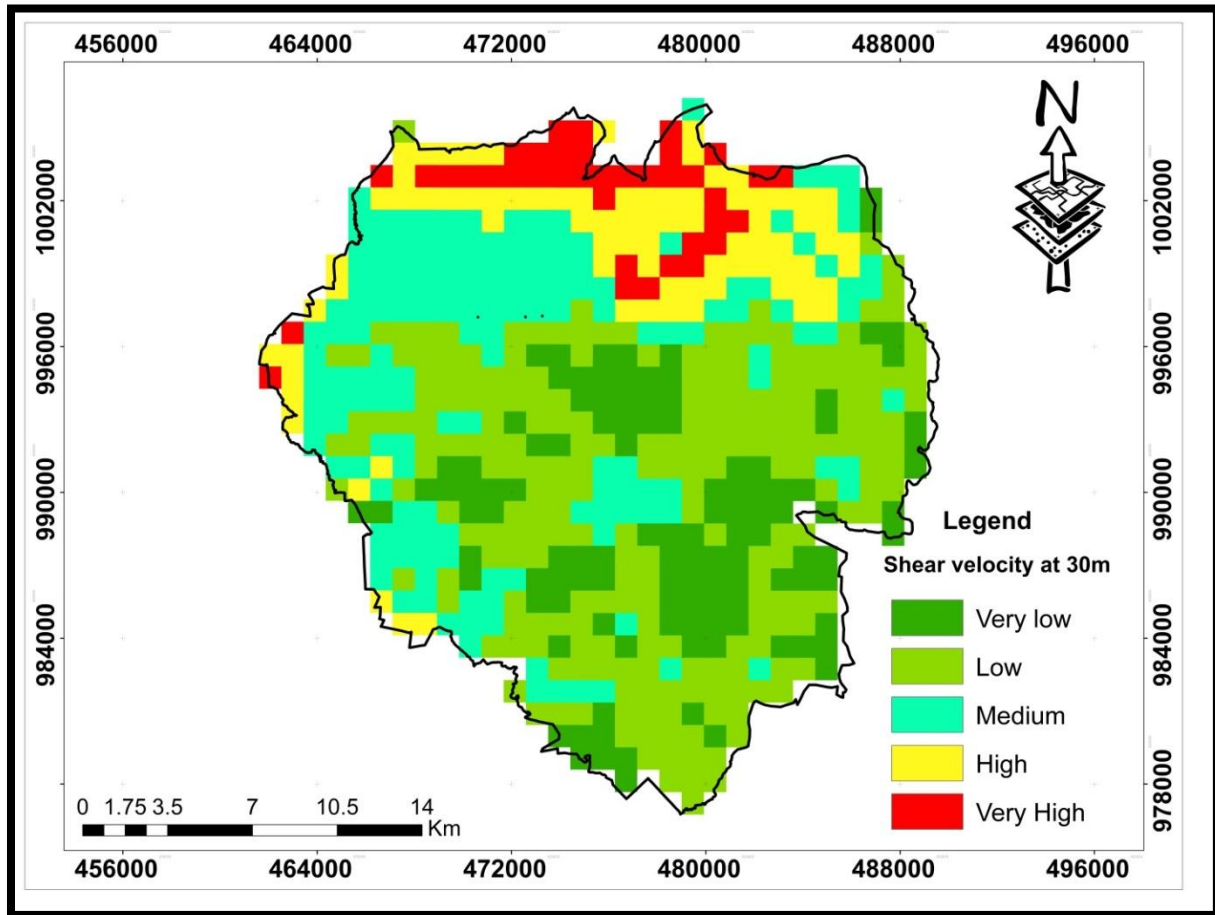 456000 464000 472000 480000 488000 496000
N
1002000
1002000
996000
996000
990000
990000
984000
984000
978000
978000
Legend
Shear velocity at 30m
Very low
Low
Medium
High
Very High
0 1.75 3.5 7 10.5 14
Km
456000 464000 472000 480000 488000 496000